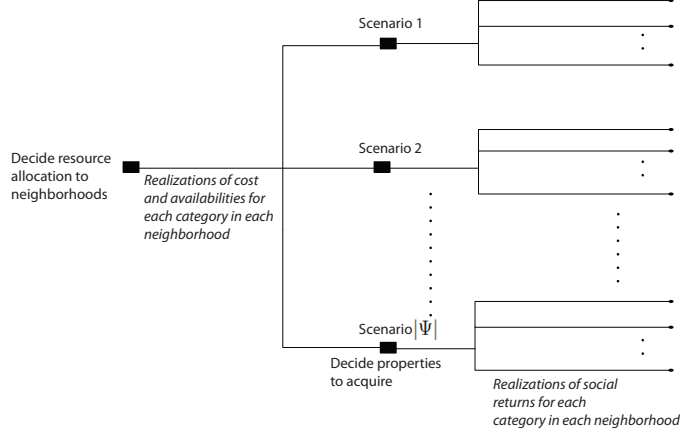 Scenario 1
Decide resource
allocation to
neighborhoods
Realizations of cost
and availabilities for
each category in each
neighborhood
Scenario 2
Scenario |Ψ|
Decide properties
to acquire
Realizations of social
returns for each
category in each neighborhood